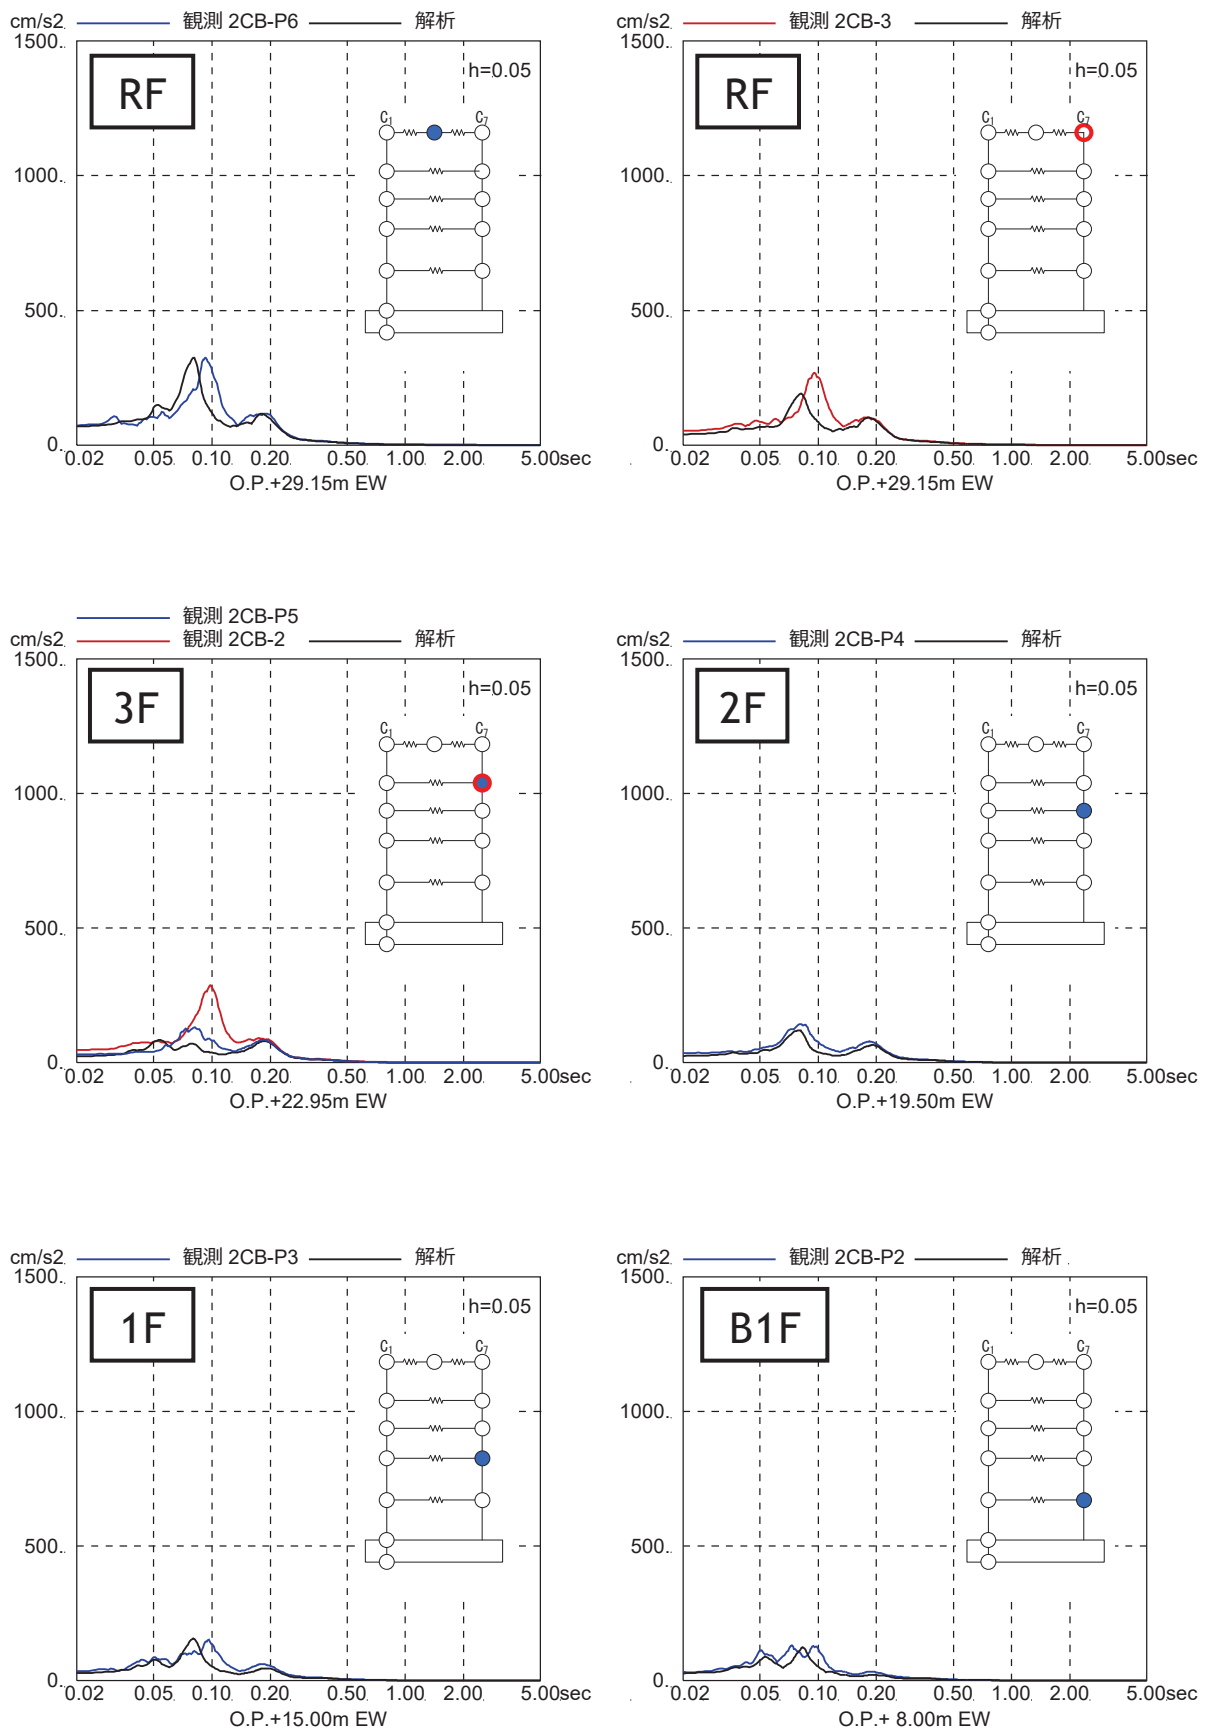 cm/s2 観測 2CB-P6 解析
1500.
RF
h=0.05
C1 C7
1000.
500.
0.
0.02 0.05 0.10 0.20 0.50 1.00 2.00 5.00sec
O.P.+29.15m EW
cm/s2 観測 2CB-3 解析
1500.
RF
h=0.05
C1 C7
1000.
500.
0.
0.02 0.05 0.10 0.20 0.50 1.00 2.00 5.00sec
O.P.+29.15m EW
観測 2CB-P5
cm/s2 観測 2CB-2 解析
1500.
3F
h=0.05
C1 C7
1000.
500.
0.
0.02 0.05 0.10 0.20 0.50 1.00 2.00 5.00sec
O.P.+22.95m EW
cm/s2 観測 2CB-P4 解析
1500.
2F
h=0.05
C1 C7
1000.
500.
0.
0.02 0.05 0.10 0.20 0.50 1.00 2.00 5.00sec
O.P.+19.50m EW
cm/s2 観測 2CB-P3 解析
1500.
1F
h=0.05
C1 C7
1000.
500.
0.
0.02 0.05 0.10 0.20 0.50 1.00 2.00 5.00sec
O.P.+15.00m EW
cm/s2 観測 2CB-P2 解析
1500.
B1F
h=0.05
C1 C7
1000.
500.
0.
0.02 0.05 0.10 0.20 0.50 1.00 2.00 5.00sec
O.P.+ 8.00m EW